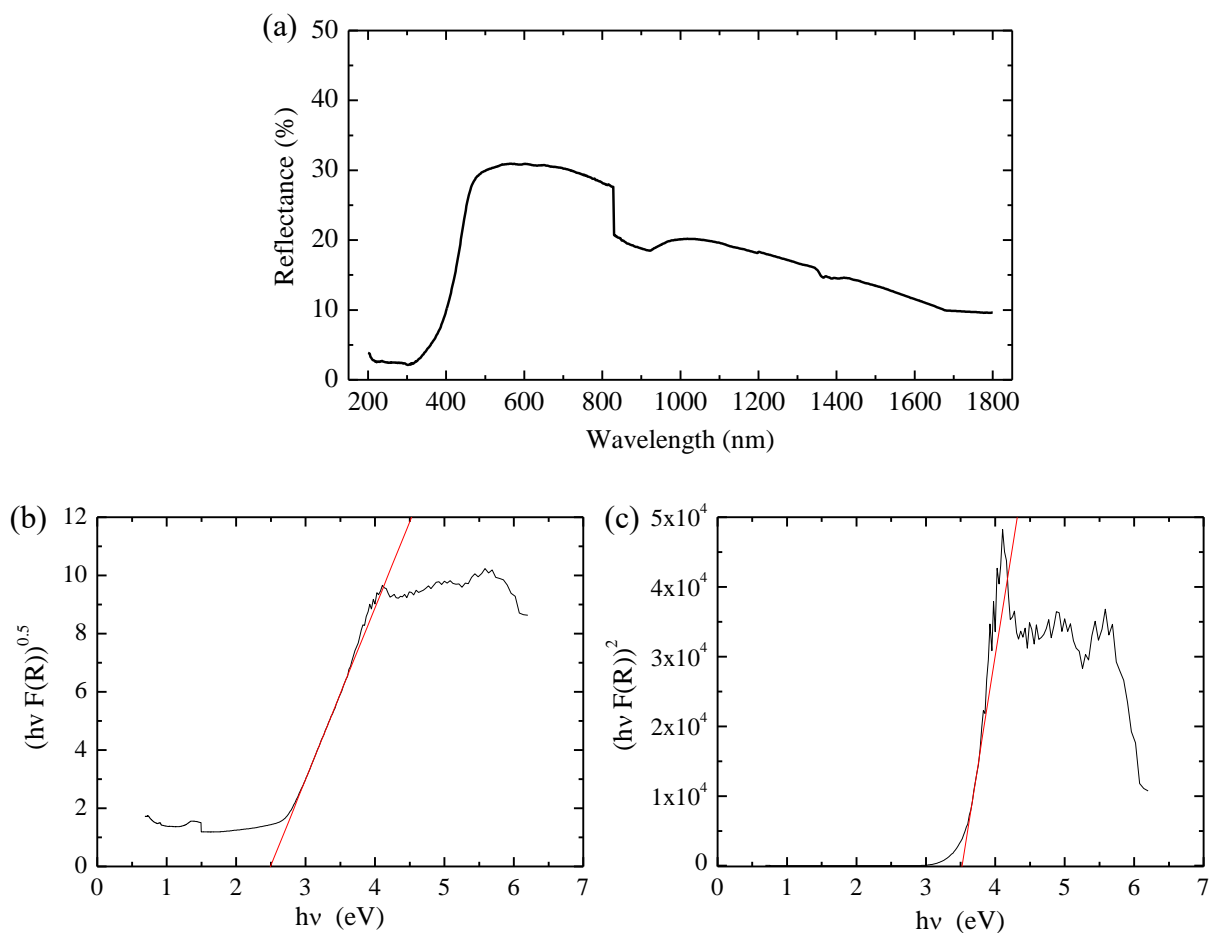 (a)
50
40
30
20
10
0
Reflectance (%)
200 400 600 800 1000 1200 1400 1600 1800
Wavelength (nm)
(b)
12
10
8
6
4
2
0
(hν F(R))^0.5
0 1 2 3 4 5 6 7
hν (eV)
(c)
5x10^4
4x10^4
3x10^4
2x10^4
1x10^4
0
(hν F(R))^2
0 1 2 3 4 5 6 7
hν (eV)